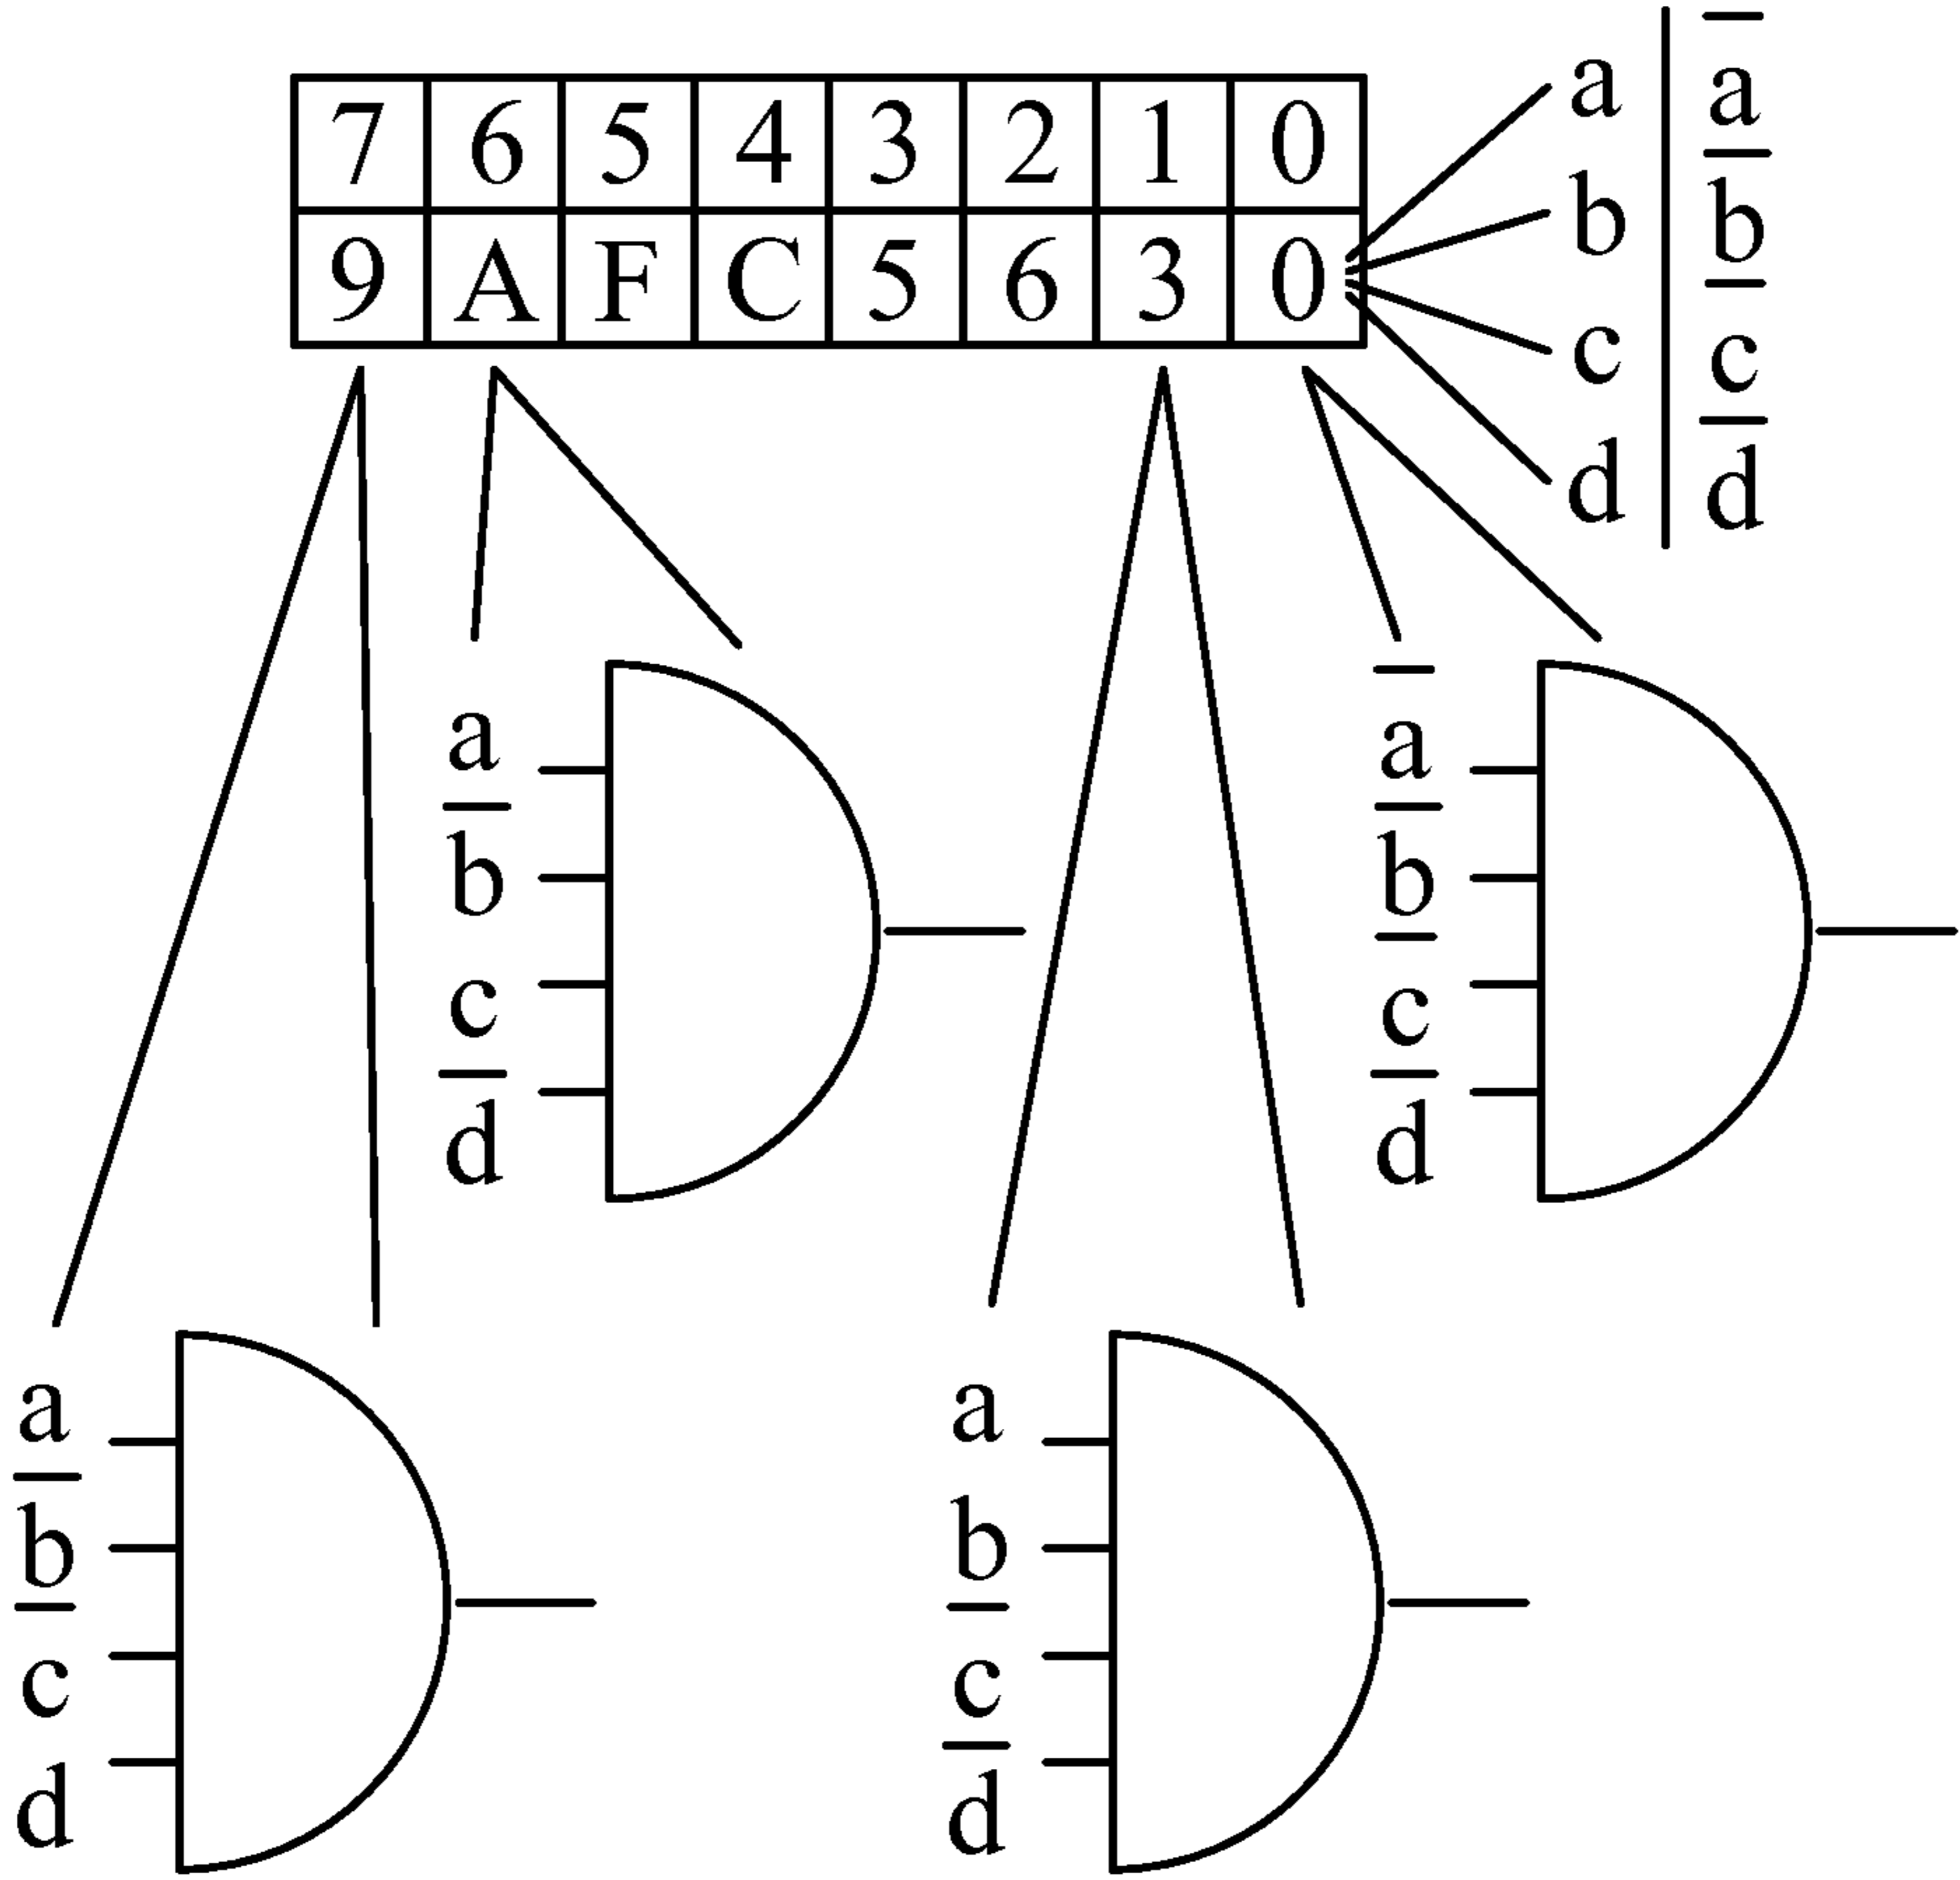 7 6 5 4 3 2 1 0
9 A F C 5 6 3 0
a a̅
b b̅
c c̅
d d̅
a
b̅
c
d̅
a̅
b̅
c̅
d̅
a
b̅
c̅
d
a
b
c̅
d̅